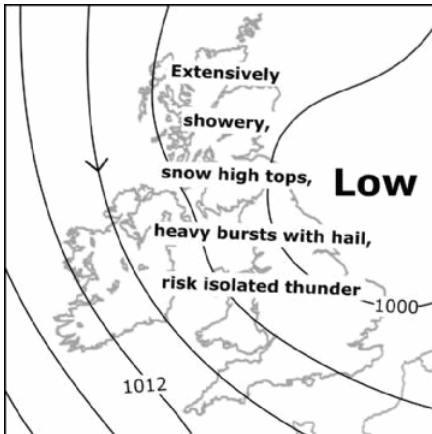 Extensively
showery,
snow high tops,
Low
heavy bursts with hail,
risk isolated thunder
1000
1012